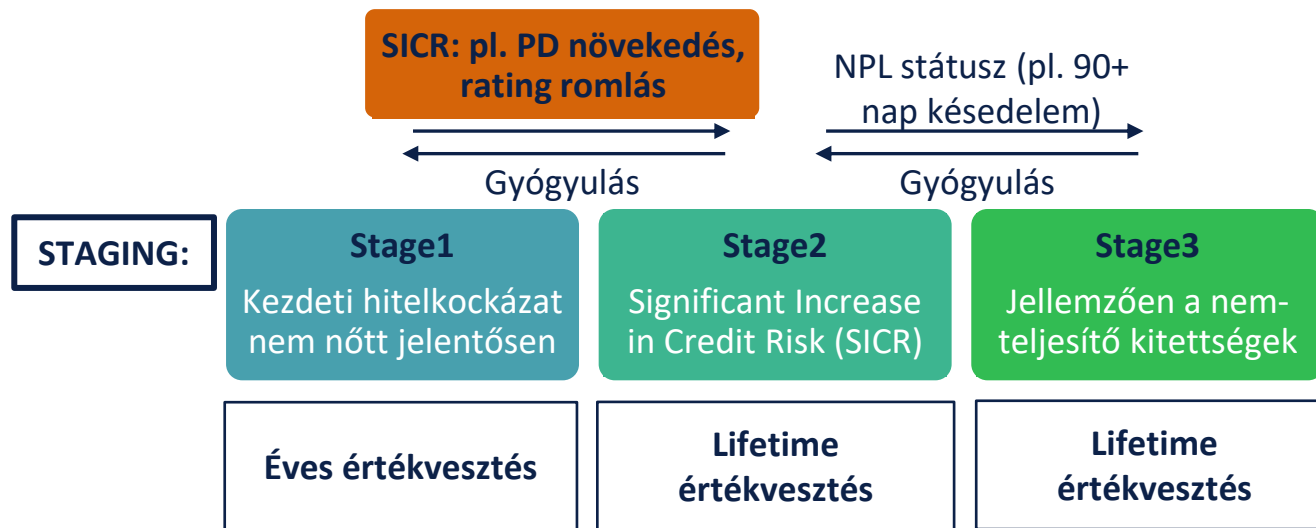 SICR: pl. PD növekedés,
rating romlás
NPL státusz (pl. 90+
nap késedelem)
Gyógyulás
Gyógyulás
STAGING:
Stage1
Kezdeti hitelkockázat
nem nőtt jelentősen
Stage2
Significant Increase
in Credit Risk (SICR)
Stage3
Jellemzően a nem-
teljesítő kitettségek
Éves értékvesztés
Lifetime
értékvesztés
Lifetime
értékvesztés